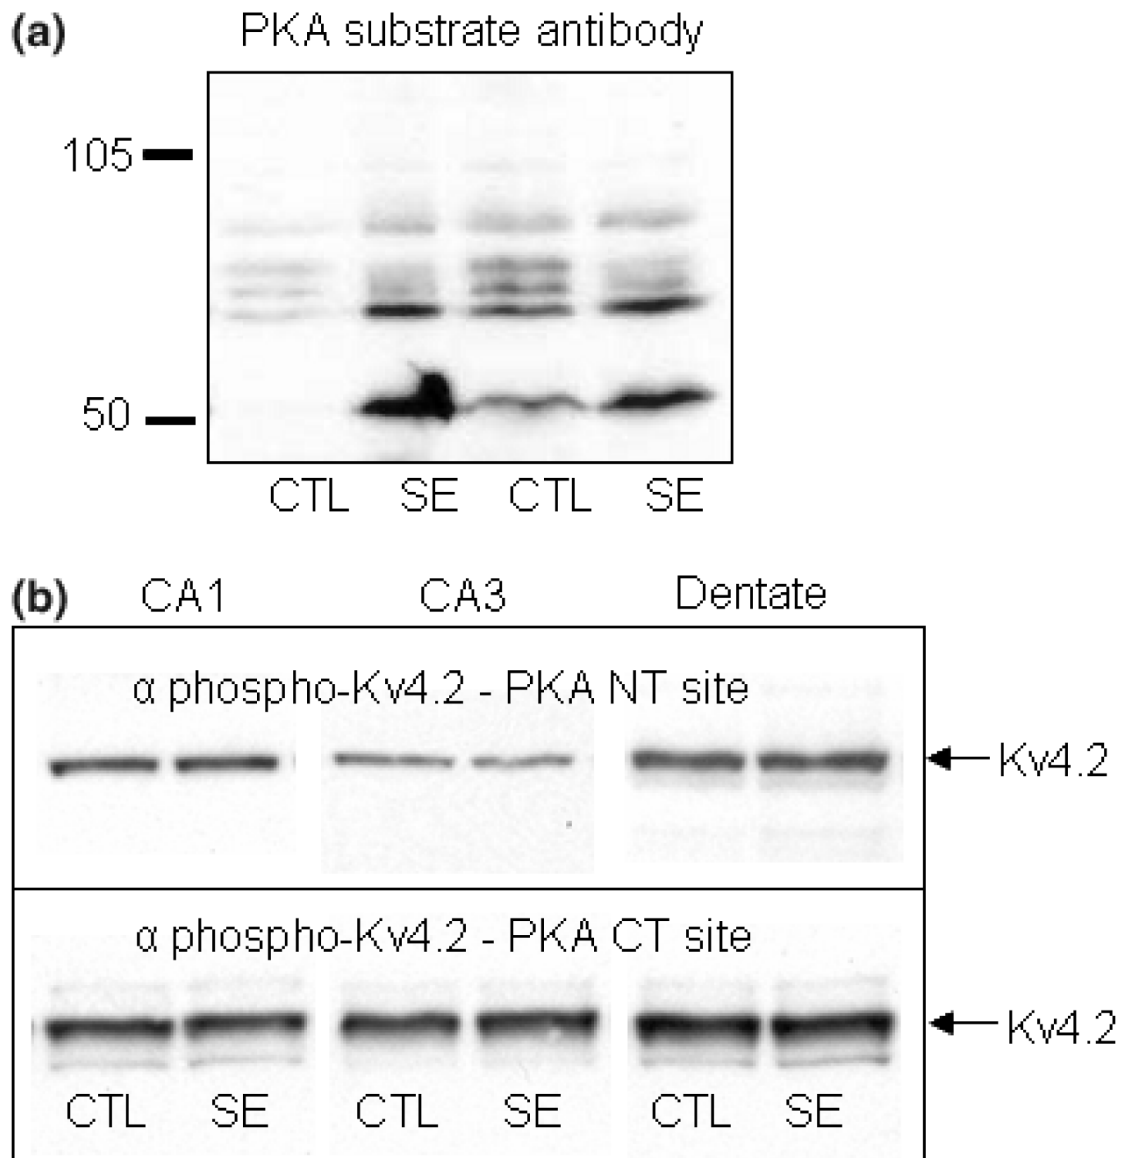 (a) PKA substrate antibody
105
50
CTL SE CTL SE
(b) CA1 CA3 Dentate
α phospho-Kv4.2 - PKA NT site
Kv4.2
α phospho-Kv4.2 - PKA CT site
Kv4.2
CTL SE CTL SE CTL SE